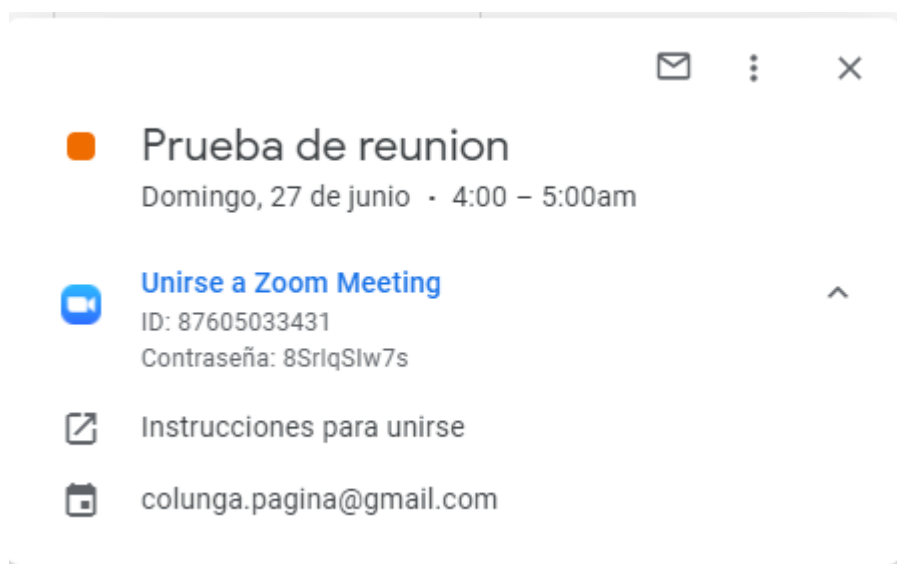 Prueba de reunion
Domingo, 27 de junio • 4:00 – 5:00am
Unirse a Zoom Meeting
ID: 87605033431
Contraseña: 8SrlqSIw7s
Instrucciones para unirse
colunga.pagina@gmail.com